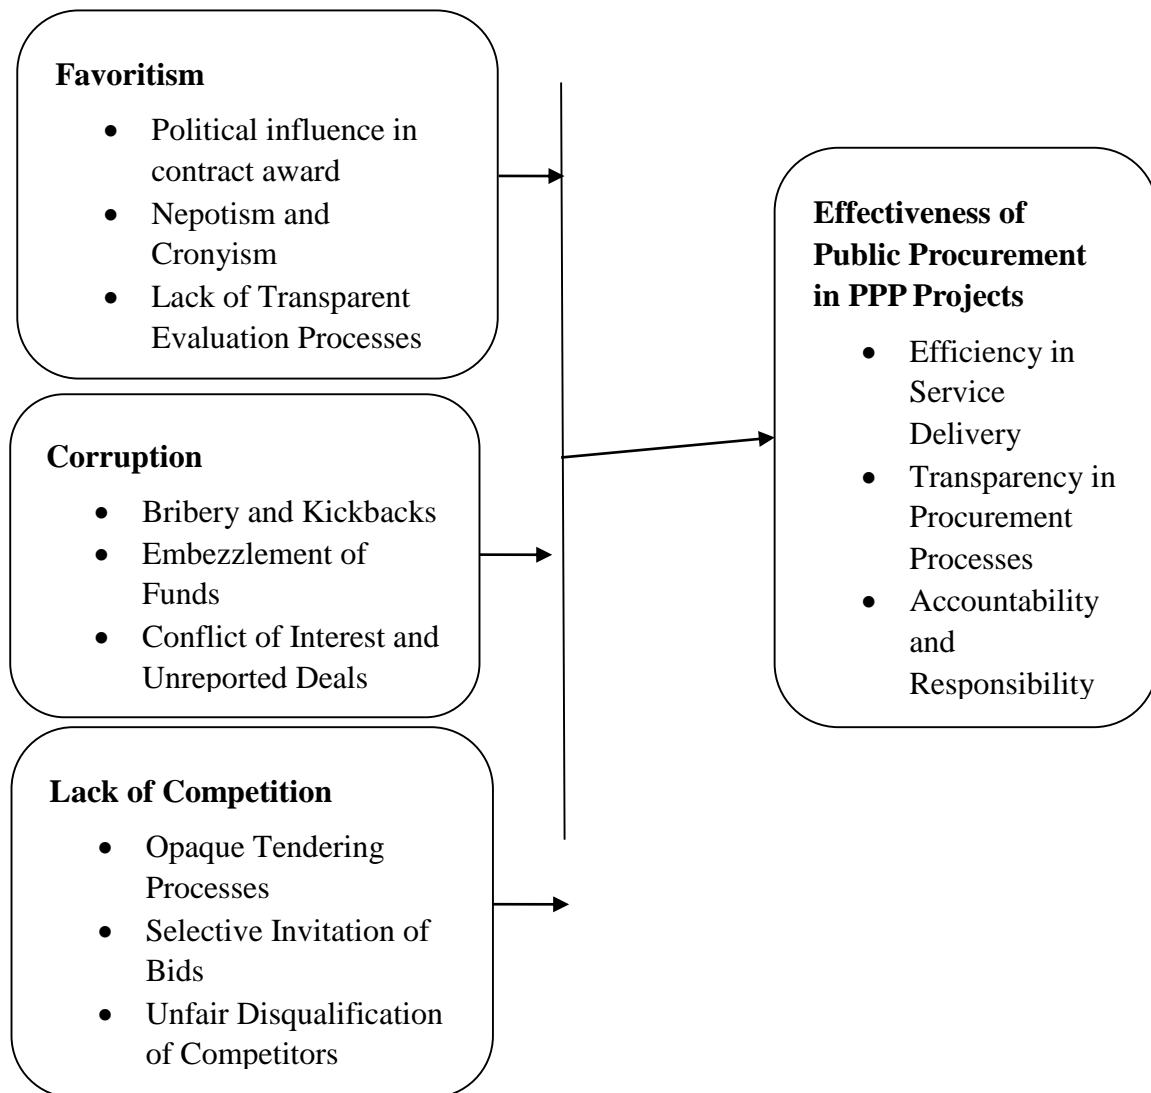 Favoritism
• Political influence in
contract award
• Nepotism and
Cronyism
• Lack of Transparent
Evaluation Processes
Corruption
• Bribery and Kickbacks
• Embezzlement of
Funds
• Conflict of Interest and
Unreported Deals
Lack of Competition
• Opaque Tendering
Processes
• Selective Invitation of
Bids
• Unfair Disqualification
of Competitors
Effectiveness of
Public Procurement
in PPP Projects
• Efficiency in
Service
Delivery
• Transparency in
Procurement
Processes
• Accountability
and
Responsibility